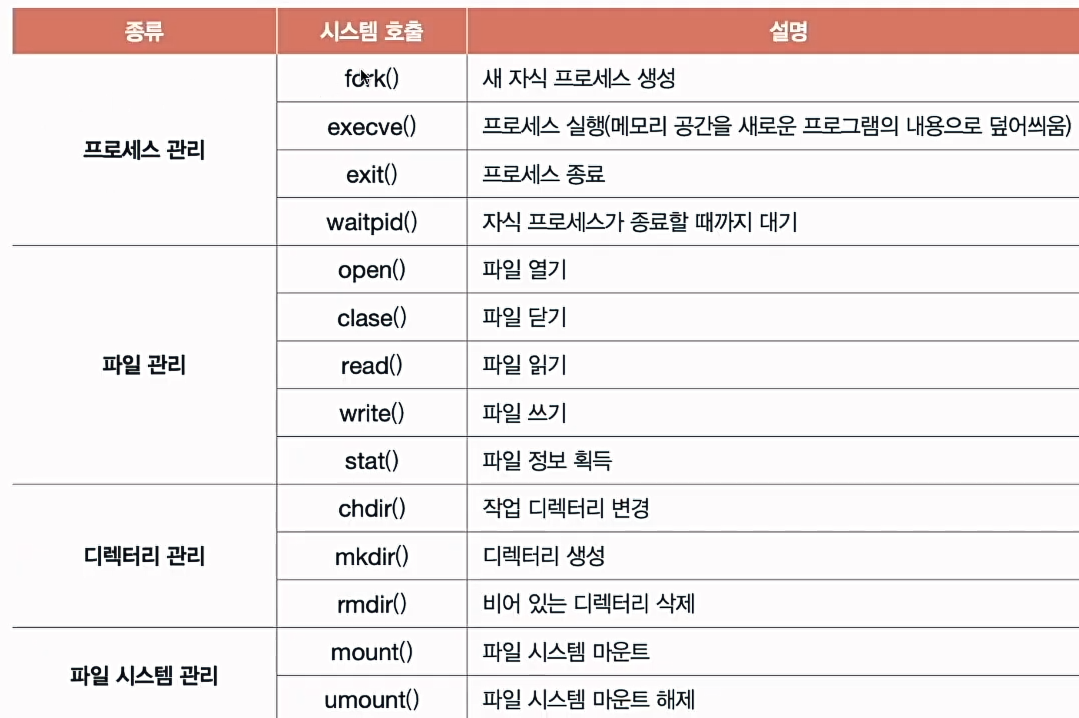 종류 시스템 호출 설명
프로세스 관리
fork() 새 자식 프로세스 생성
execve() 프로세스 실행(메모리 공간을 새로운 프로그램의 내용으로 덮어씌움)
exit() 프로세스 종료
waitpid() 자식 프로세스가 종료할 때까지 대기
파일 관리
open() 파일 열기
clase() 파일 닫기
read() 파일 읽기
write() 파일 쓰기
stat() 파일 정보 획득
디렉터리 관리
chdir() 작업 디렉터리 변경
mkdir() 디렉터리 생성
rmdir() 비어 있는 디렉터리 삭제
파일 시스템 관리
mount() 파일 시스템 마운트
umount() 파일 시스템 마운트 해제